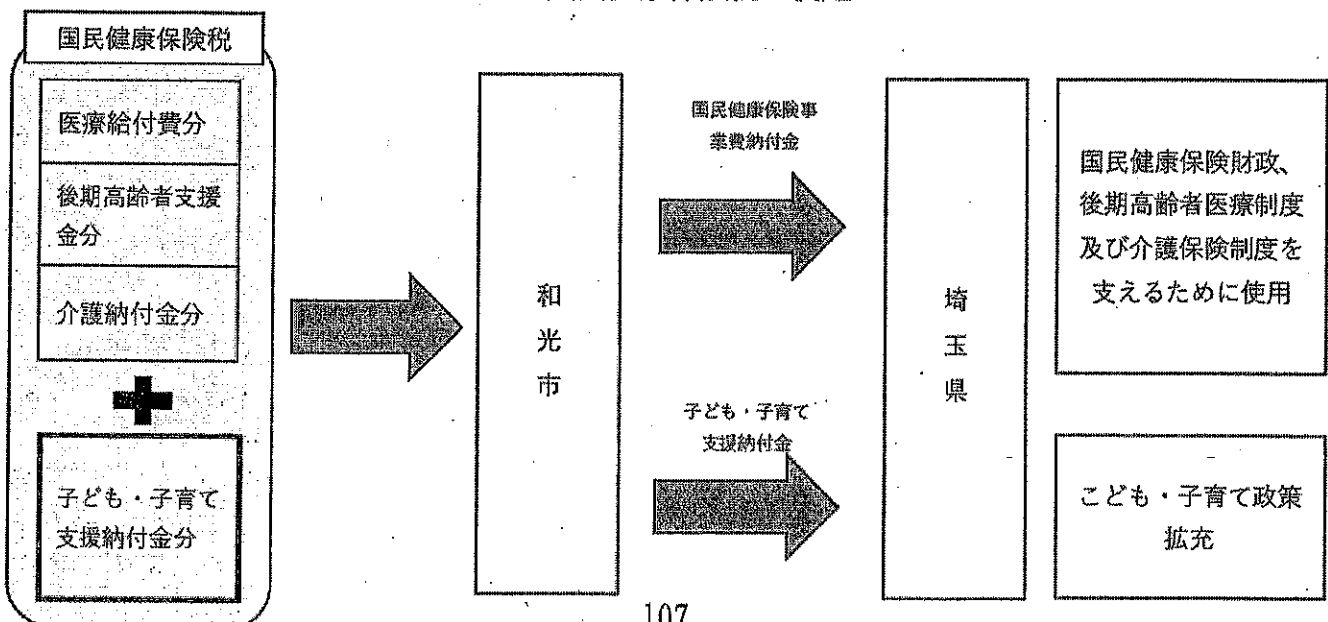 国民健康保険税
医療給付費分
後期高齢者支援
金分
介護納付金分
子ども・子育て
支援納付金分
和
光
市
国民健康保険事
業費納付金
子ども・子育て
支援納付金
埼
玉
県
国民健康保険財政、
後期高齢者医療制度
及び介護保険制度を
支えるために使用
こども・子育て政策
拡充
107